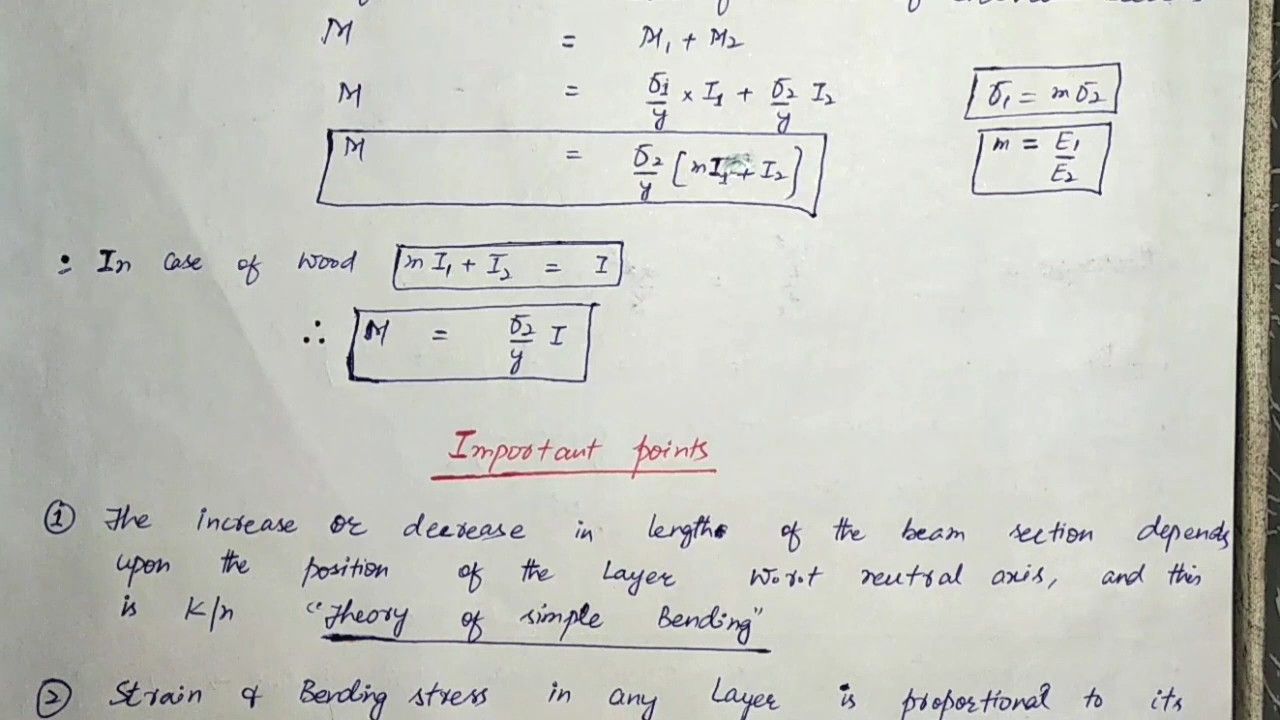 M = M₁ + M₂
M = σ₁/y × I₁ + σ₂/y I₂
σ₁ = m σ₂
M = σ₂/y [mI₁ + I₂]
m = E₁/E₂
In case of wood mI₁ + I₂ = I
∴ M = σ₂/y I
Important points
① The increase or decrease in length of the beam section depends
upon the position of the Layer w.r.t neutral axis, and this
is K/n "Theory of simple Bending"
② Strain & Bending stress in any Layer is proportional to its